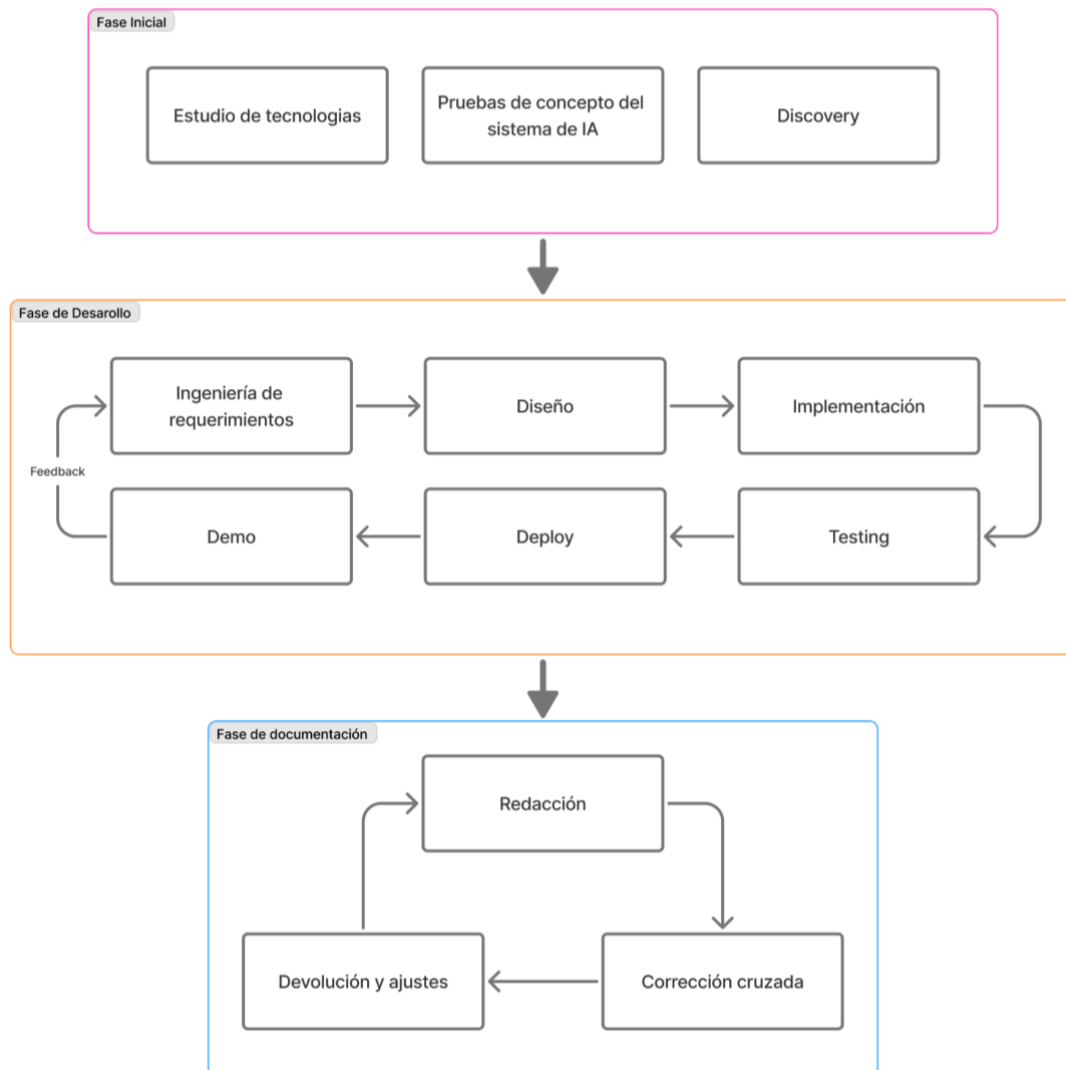 Fase Inicial
Estudio de tecnologias
Pruebas de concepto del
sistema de IA
Discovery
Fase de Desarollo
Ingeniería de
requerimientos
Diseño
Implementación
Feedback
Demo
Deploy
Testing
Fase de documentación
Redacción
Devolución y ajustes
Corrección cruzada